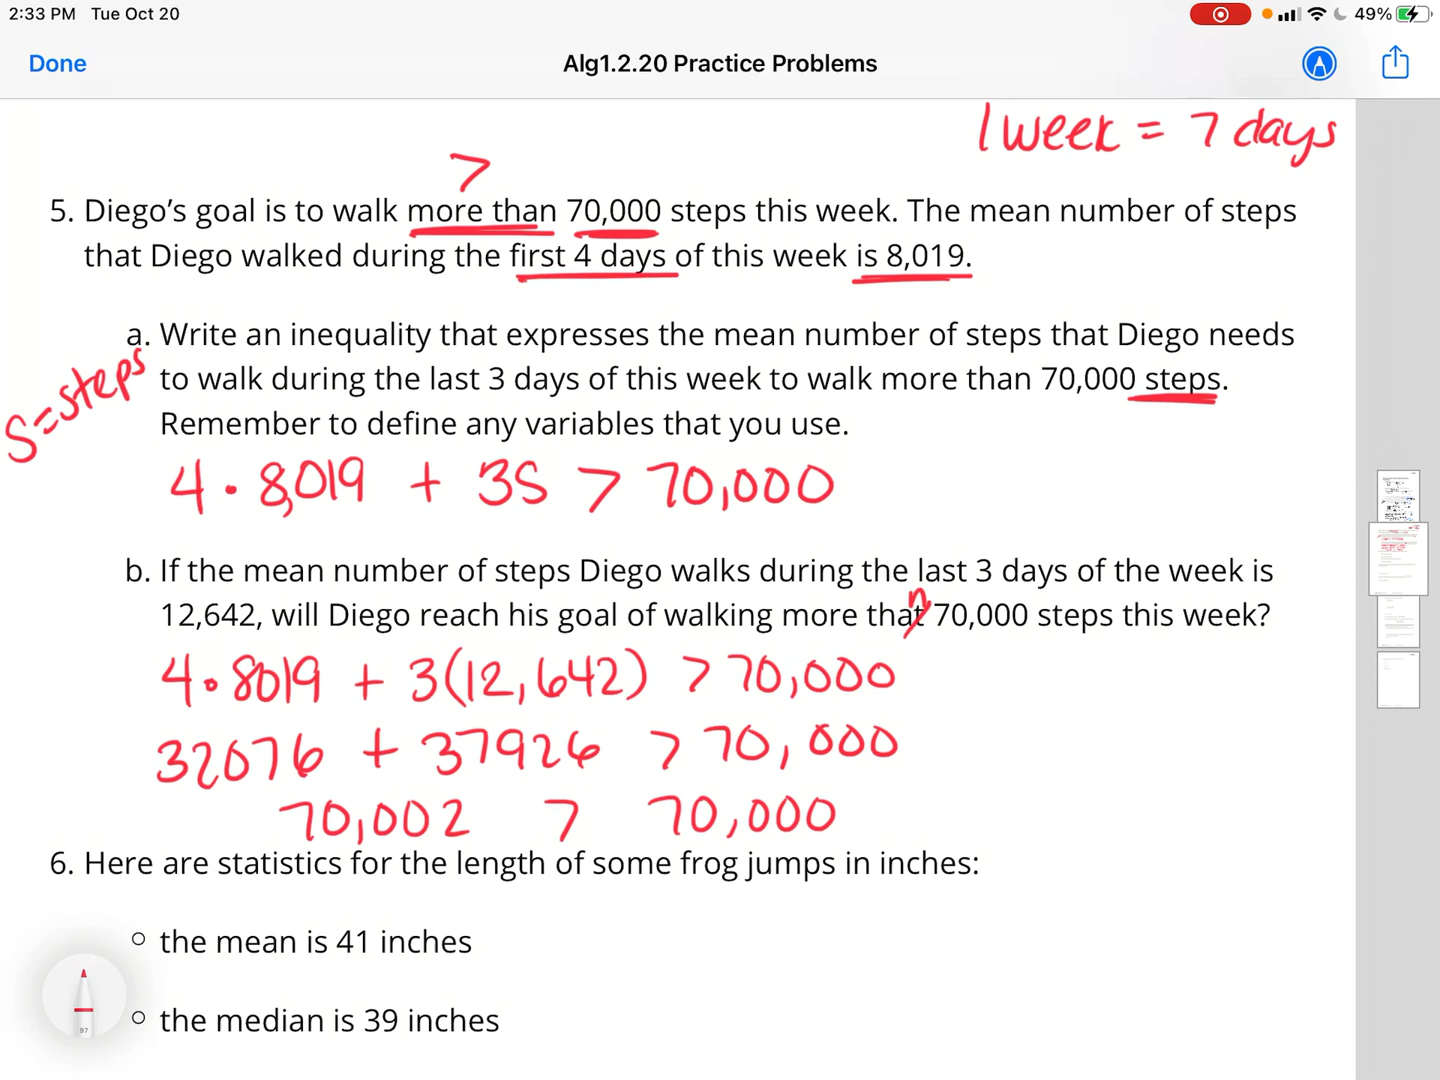 2:33 PM Tue Oct 20 49%
Done Alg1.2.20 Practice Problems
1 week = 7 days
>
5. Diego's goal is to walk more than 70,000 steps this week. The mean number of steps
that Diego walked during the first 4 days of this week is 8,019.
a. Write an inequality that expresses the mean number of steps that Diego needs
to walk during the last 3 days of this week to walk more than 70,000 steps.
Remember to define any variables that you use.
S=steps
4 · 8,019 + 3S > 70,000
b. If the mean number of steps Diego walks during the last 3 days of the week is
12,642, will Diego reach his goal of walking more that 70,000 steps this week?
n
4 · 8019 + 3(12,642) > 70,000
32076 + 37926 > 70,000
70,002 > 70,000
6. Here are statistics for the length of some frog jumps in inches:
○ the mean is 41 inches
○ the median is 39 inches
97